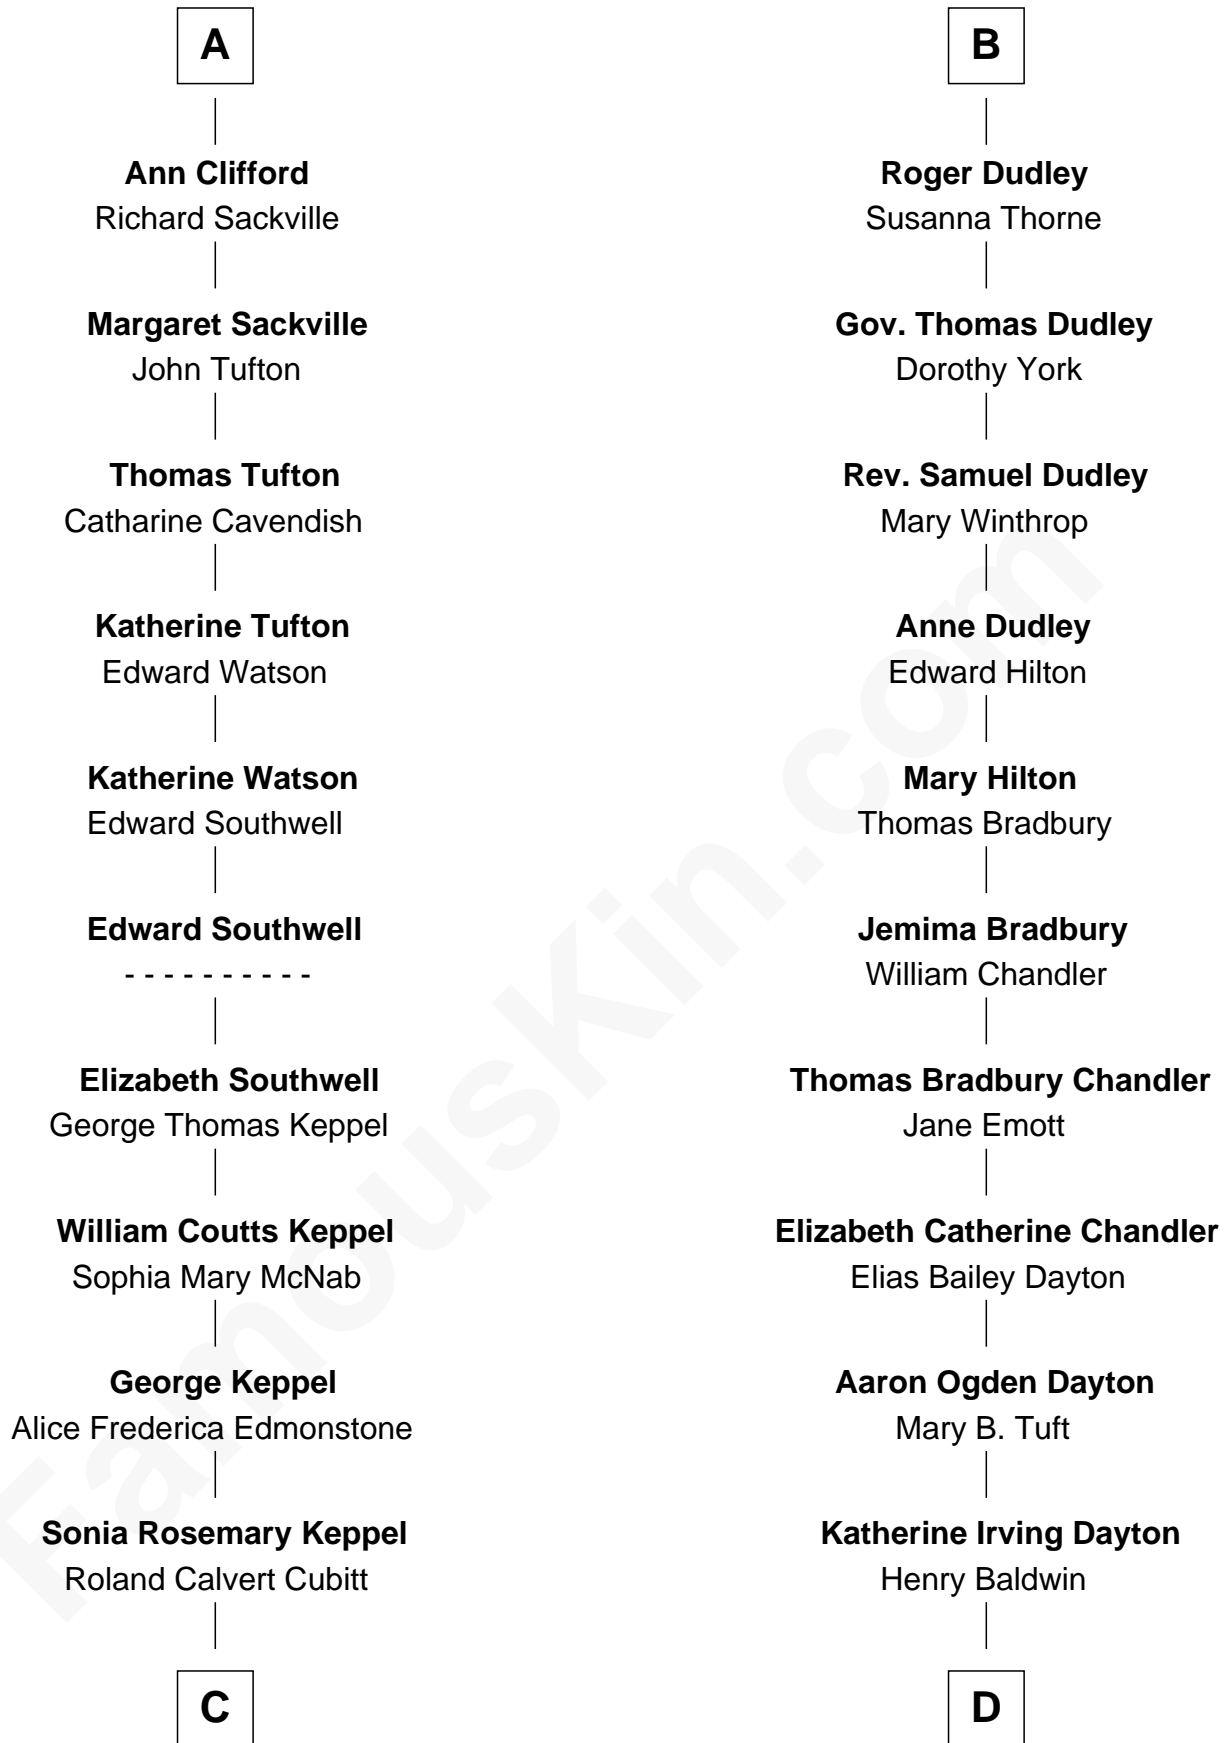 A
Ann Clifford
Richard Sackville
Margaret Sackville
John Tufton
Thomas Tufton
Catharine Cavendish
Katherine Tufton
Edward Watson
Katherine Watson
Edward Southwell
Edward Southwell
- - - - - - - - - -
Elizabeth Southwell
George Thomas Keppel
William Coutts Keppel
Sophia Mary McNab
George Keppel
Alice Frederica Edmonstone
Sonia Rosemary Keppel
Roland Calvert Cubitt
C
B
Roger Dudley
Susanna Thorne
Gov. Thomas Dudley
Dorothy York
Rev. Samuel Dudley
Mary Winthrop
Anne Dudley
Edward Hilton
Mary Hilton
Thomas Bradbury
Jemima Bradbury
William Chandler
Thomas Bradbury Chandler
Jane Emott
Elizabeth Catherine Chandler
Elias Bailey Dayton
Aaron Ogden Dayton
Mary B. Tuft
Katherine Irving Dayton
Henry Baldwin
D
FamousKin.com